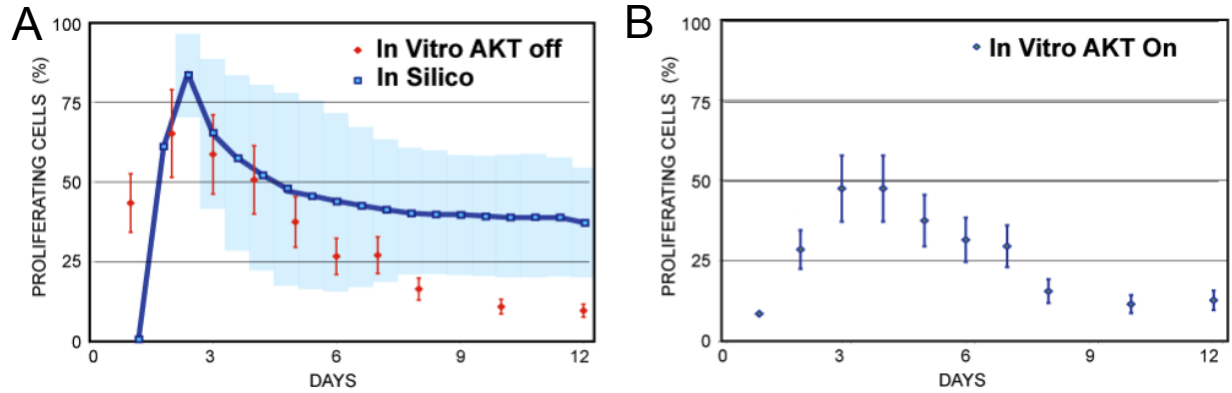 A
100
75
50
25
0
PROLIFERATING CELLS (%)
In Vitro AKT off
In Silico
0 3 6 9 12
DAYS
B
100
75
50
25
0
PROLIFERATING CELLS (%)
In Vitro AKT On
0 3 6 9 12
DAYS